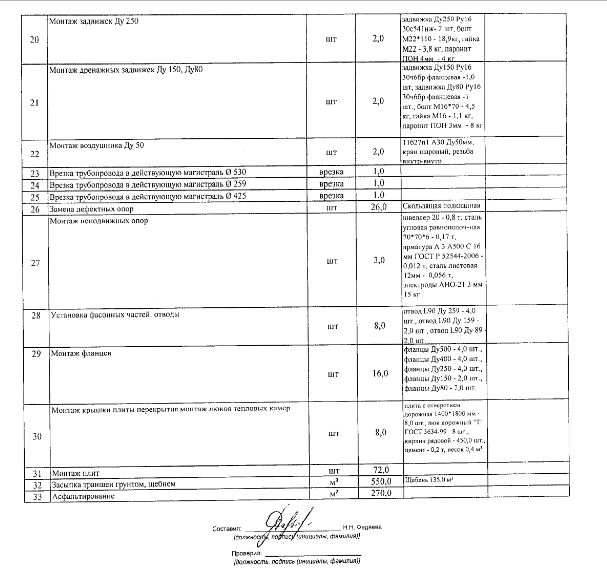 20 Монтаж задвижек Ду 250 шт 2,0 задвижка Ду250 Ру16
30с541нж- 2 шт, болт
М22*110 - 18,9кг, гайка
М22 - 3,8 кг, паронит
ПОН 4мм - 4 кг
21 Монтаж дренажных задвижек Ду 150, Ду80 шт 2,0 задвижка Ду150 Ру16
30ч6бр фланцевая -1,0
шт, задвижка Ду80 Ру16
30ч6бр фланцевая -1
шт., болт М16*70 - 4,5
кг, гайка М16 - 1,1 кг,
паронит ПОН 3мм - 8 кг
22 Монтаж воздушника Ду 50 шт 2,0 11б27п1 А30 Ду50мм,
кран шаровый, резьба
внутр-внутр
23 Врезка трубопровода в действующую магистраль Ø 530 врезка 1,0
24 Врезка трубопровода в действующую магистраль Ø 259 врезка 1,0
25 Врезка трубопровода в действующую магистраль Ø 425 врезка 1,0
26 Замена дефектных опор шт 26,0 Скользящая подкладная
27 Монтаж неподвижных опор шт 3,0 швеллер 20 - 0,8 т, сталь
угловая равнополоч-ная
70*70*6 - 0,17 т,
арматура А 3 А500 С 16
мм ГОСТ Р 52544-2006 -
0,012 т, сталь листовая
12мм - 0,056 т,
электроды АНО-21 3 мм
15 кг
28 Установка фасонных частей отводы шт 8,0 отвод L90 Ду 259 - 4,0
шт., отвод L90 Ду 159 -
2,0 шт., отвод L90 Ду 89 -
2,0 шт.
29 Монтаж фланцев шт 16,0 фланцы Ду500 - 4,0 шт.,
фланцы Ду400 - 4,0 шт.,
фланцы Ду250 - 4,0 шт.,
фланцы Ду150 - 2,0 шт.,
фланцы Ду80 - 2,0 шт.
30 Монтаж крышки плиты перекрытия монтаж люков тепловых камер шт 8,0 плита с отверстием
дорожная 1400*1800 мм -
8,0 шт., люк дорожный "Т"
ГОСТ 3634-99 8 шт.,
кирпич рядовой - 450,0 шт.,
цемент - 0,2 т, песок 0,4 м³
31 Монтаж плит шт 72,0
32 Засыпка траншеи грунтом, щебнем м³ 550,0 Щебень 135,0 м³
33 Асфальтирование м² 270,0
Составил: Н.Н. Фадеева
(должность, подпись (инициалы, фамилия))
Проверил:
(должность, подпись (инициалы, фамилия))